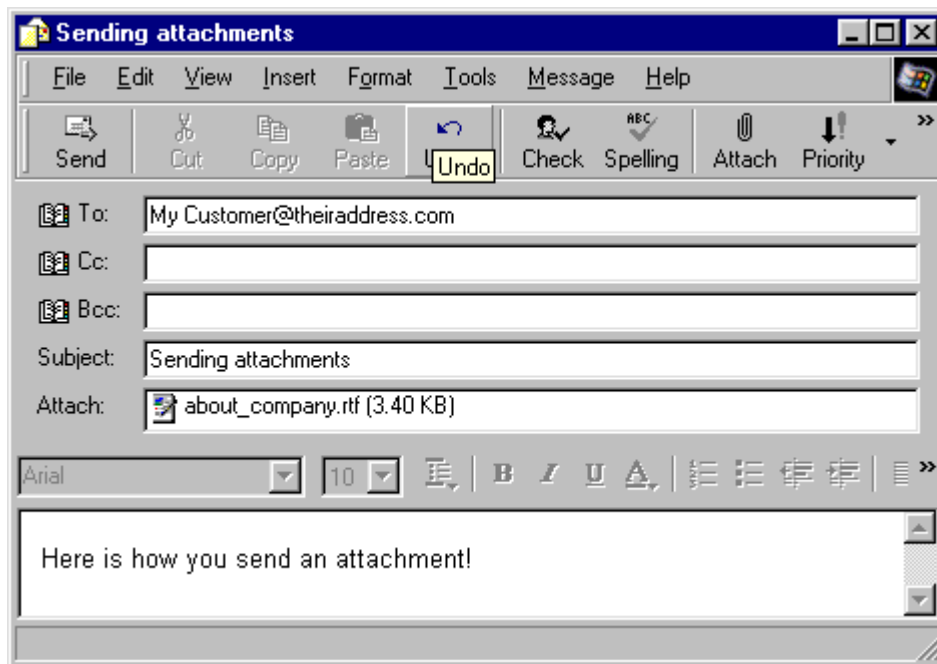 Sending attachments
File Edit View Insert Format Tools Message Help
ABC
Send Cut Copy Paste Undo Check Spelling Attach Priority
To: My Customer@theiraddress.com
Cc:
Bcc:
Subject: Sending attachments
Attach: about_company.rtf (3.40 KB)
Arial 10 B I U A
Here is how you send an attachment!